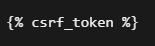 {% csrf_token %}